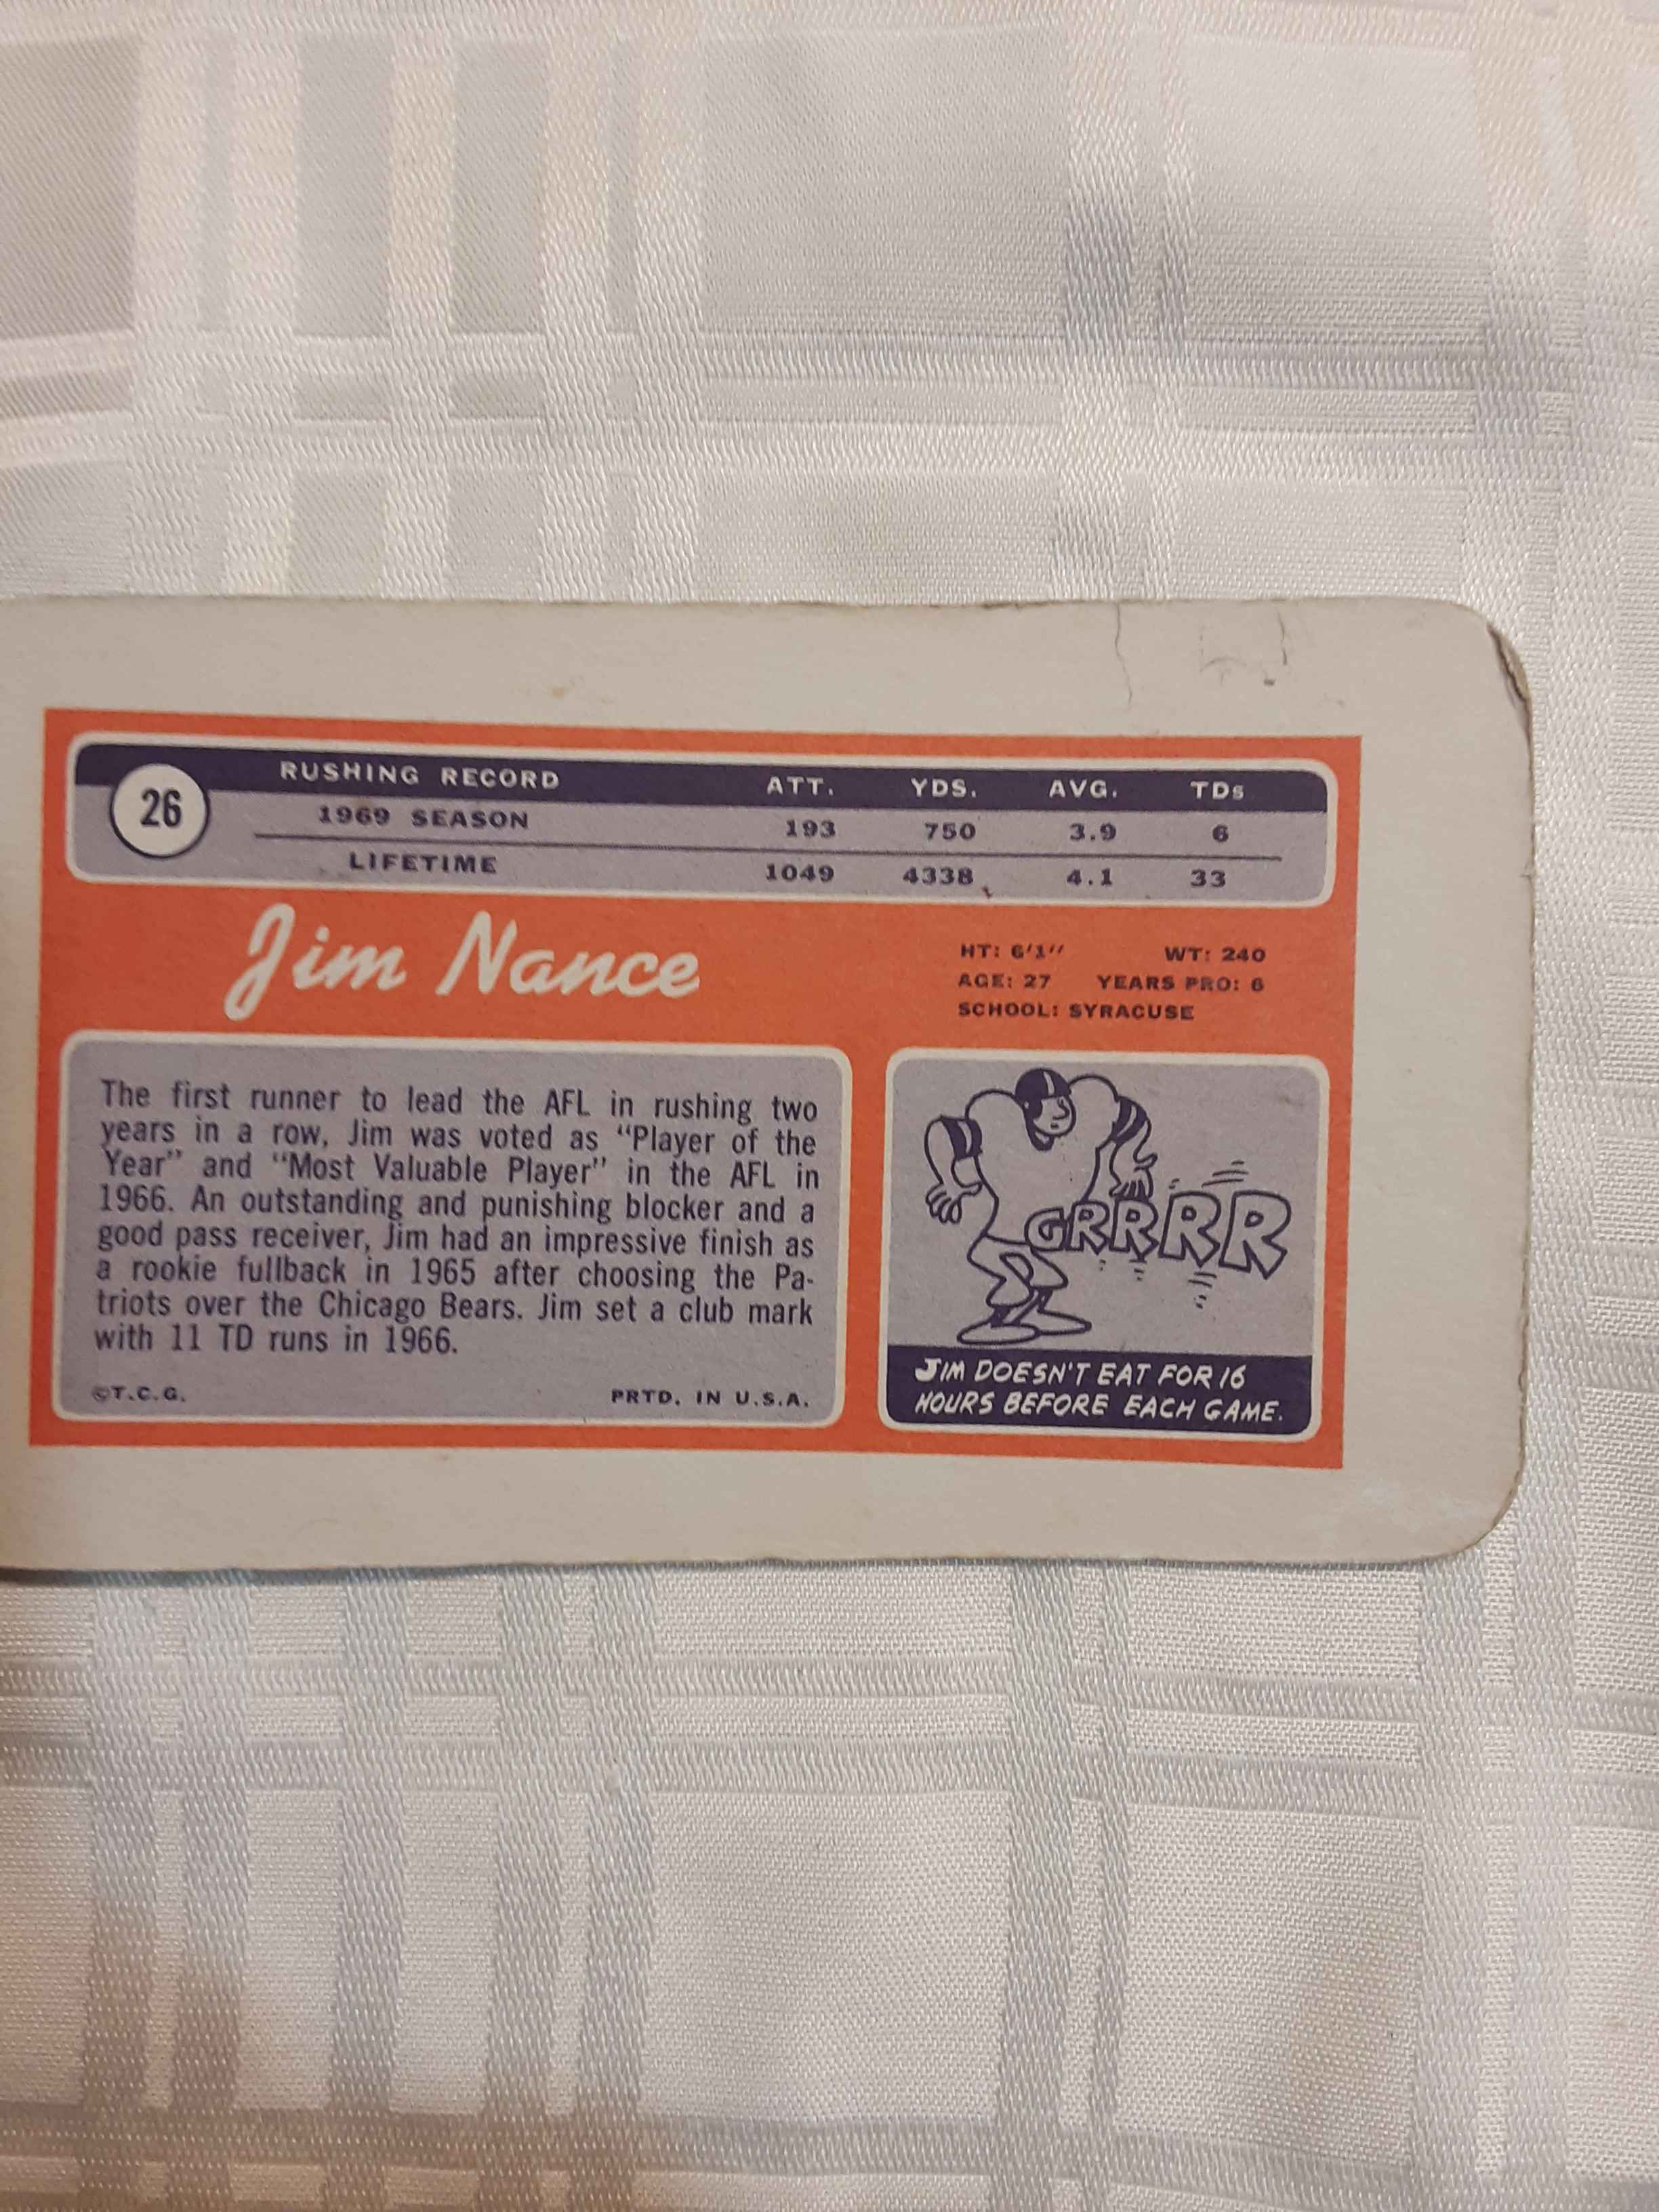 26
RUSHING RECORD ATT. YDS. AVG. TDs
1969 SEASON 193 750 3.9 6
LIFETIME 1049 4338 4.1 33
Jim Nance
HT: 6'1" WT: 240
AGE: 27 YEARS PRO: 6
SCHOOL: SYRACUSE
The first runner to lead the AFL in rushing two
years in a row, Jim was voted as "Player of the
Year" and "Most Valuable Player" in the AFL in
1966. An outstanding and punishing blocker and a
good pass receiver, Jim had an impressive finish as
a rookie fullback in 1965 after choosing the Pa-
triots over the Chicago Bears. Jim set a club mark
with 11 TD runs in 1966.
©T.C.G. PRTD. IN U.S.A.
GRRRR
JIM DOESN'T EAT FOR 16
HOURS BEFORE EACH GAME.